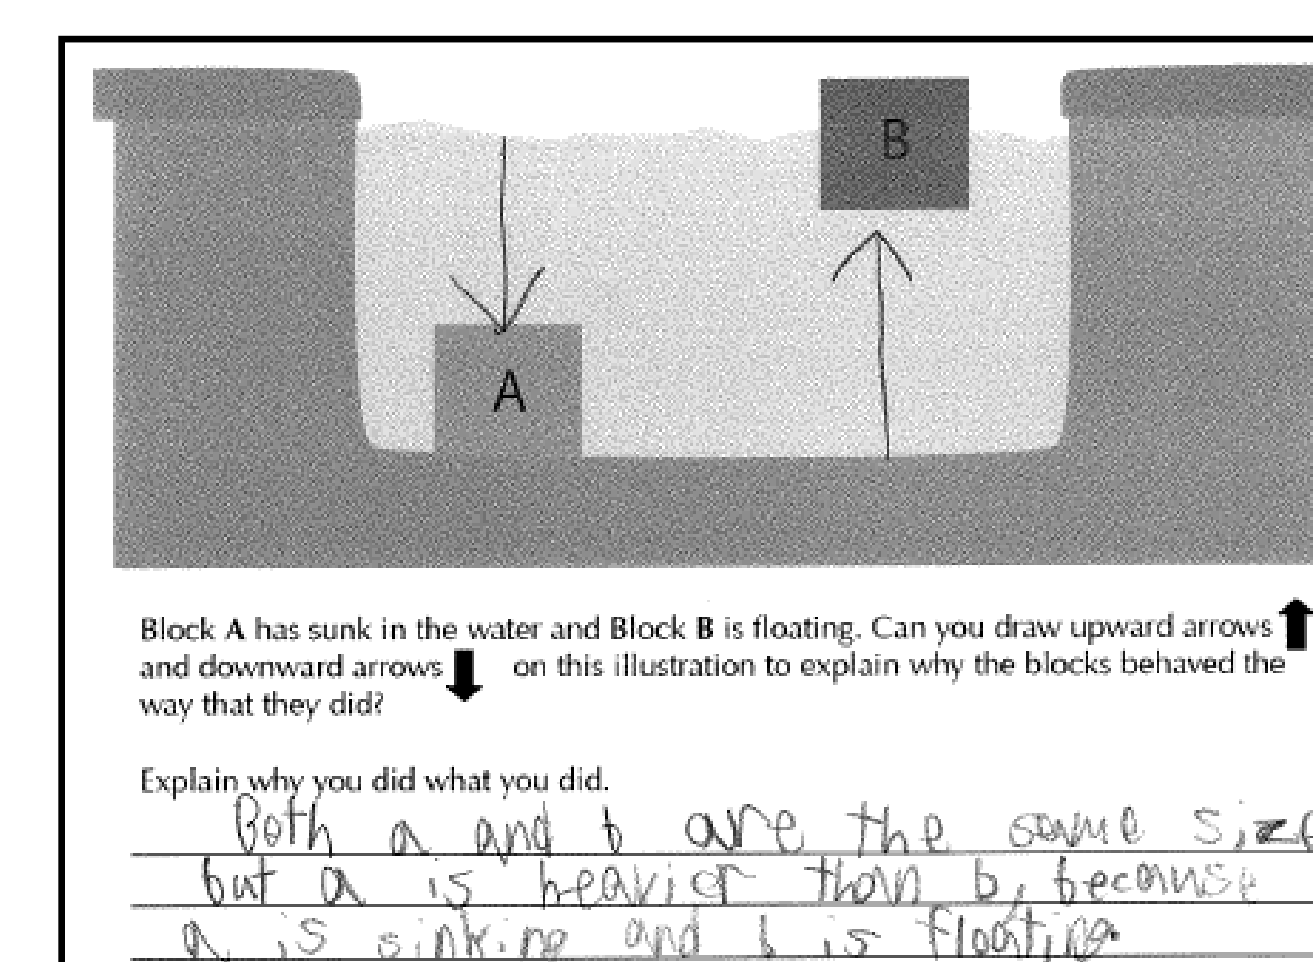 B
A
Block A has sunk in the water and Block B is floating. Can you draw upward arrows
and downward arrows on this illustration to explain why the blocks behaved the
way that they did?
Explain why you did what you did.
Both a and b are the same size
but a is heavier than b, because
a is sinking and b is floating.